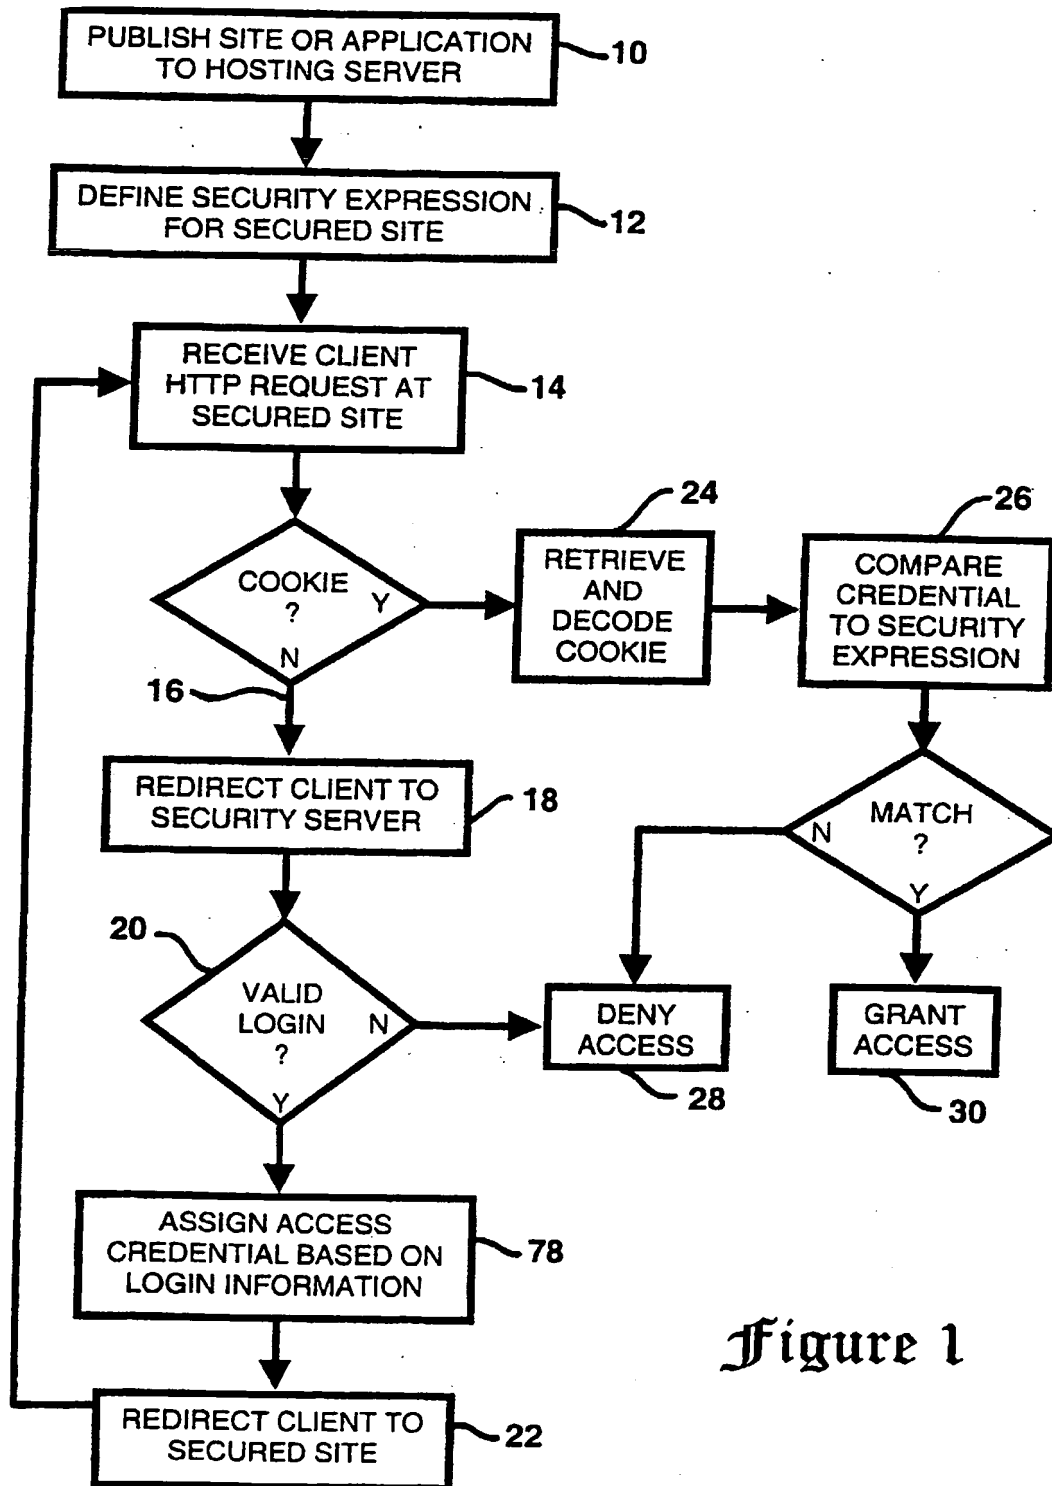 PUBLISH SITE OR APPLICATION
TO HOSTING SERVER
10
DEFINE SECURITY EXPRESSION
FOR SECURED SITE
12
RECEIVE CLIENT
HTTP REQUEST AT
SECURED SITE
14
COOKIE
?
Y
N
16
24
RETRIEVE
AND
DECODE
COOKIE
26
COMPARE
CREDENTIAL
TO SECURITY
EXPRESSION
REDIRECT CLIENT TO
SECURITY SERVER
18
MATCH
?
N
Y
20
VALID
LOGIN
?
N
Y
DENY
ACCESS
28
GRANT
ACCESS
30
ASSIGN ACCESS
CREDENTIAL BASED ON
LOGIN INFORMATION
78
REDIRECT CLIENT TO
SECURED SITE
22
Figure 1